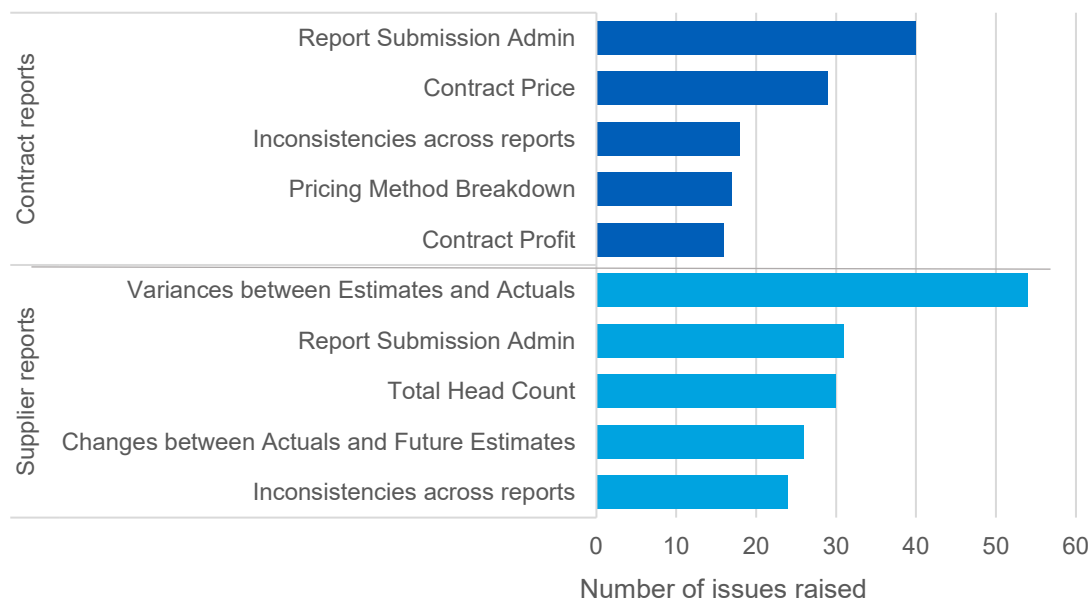 Contract reports
Report Submission Admin
Contract Price
Inconsistencies across reports
Pricing Method Breakdown
Contract Profit
Supplier reports
Variances between Estimates and Actuals
Report Submission Admin
Total Head Count
Changes between Actuals and Future Estimates
Inconsistencies across reports
0 10 20 30 40 50 60
Number of issues raised